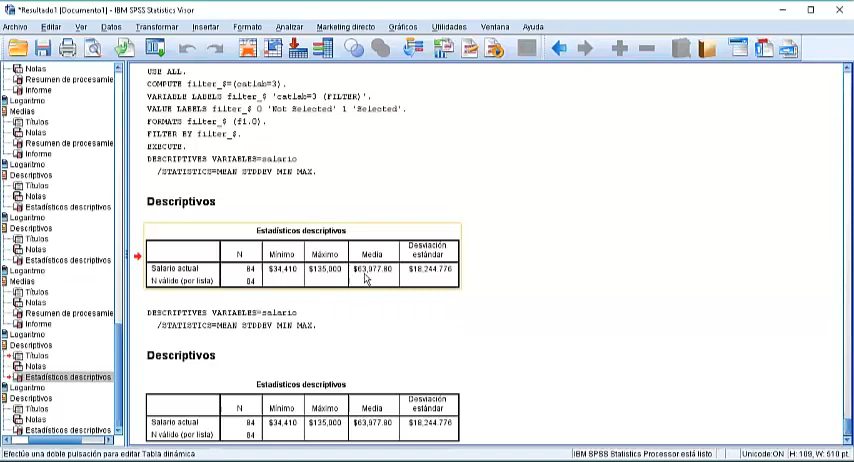 *Resultado1 [Documento1] - IBM SPSS Statistics Visor
Archivo Editar Ver Datos Transformar Insertar Formato Analizar Marketing directo Gráficos Utilidades Ventana Ayuda
Notas
Resumen de procesamie
Informe
Logaritmo
Medias
Títulos
Notas
Resumen de procesamie
Informe
Logaritmo
Descriptivos
Títulos
Notas
Estadísticos descriptivos
Logaritmo
Descriptivos
Títulos
Notas
Estadísticos descriptivos
Logaritmo
Medias
Títulos
Notas
Resumen de procesamie
Informe
Logaritmo
Descriptivos
Títulos
Notas
Estadísticos descriptivos
Logaritmo
Descriptivos
Títulos
Notas
Estadísticos descriptivos
USE ALL.
COMPUTE filter_$=(catlab=3).
VARIABLE LABELS filter_$ 'catlab=3 (FILTER)'.
VALUE LABELS filter_$ 0 'Not Selected' 1 'Selected'.
FORMATS filter_$ (f1.0).
FILTER BY filter_$.
EXECUTE.
DESCRIPTIVES VARIABLES=salario
/STATISTICS=MEAN STDDEV MIN MAX.
Descriptivos
Estadísticos descriptivos
N Mínimo Máximo Media Desviación estándar
Salario actual 84 $34,410 $135,000 $63,977.80 $18,244.776
N válido (por lista) 84
DESCRIPTIVES VARIABLES=salario
/STATISTICS=MEAN STDDEV MIN MAX.
Descriptivos
Estadísticos descriptivos
N Mínimo Máximo Media Desviación estándar
Salario actual 84 $34,410 $135,000 $63,977.80 $18,244.776
N válido (por lista) 84
Efectúe una doble pulsación para editar Tabla dinámica
IBM SPSS Statistics Processor está listo Unicode:ON H: 109, W: 510 pt.